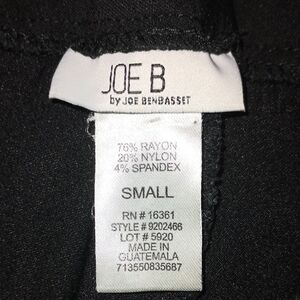 JOE B
by JOE BENBASSET
76% RAYON
20% NYLON
4% SPANDEX
SMALL
RN # 16361
STYLE # 9202466
LOT # 5920
MADE IN
GUATEMALA
713550835687